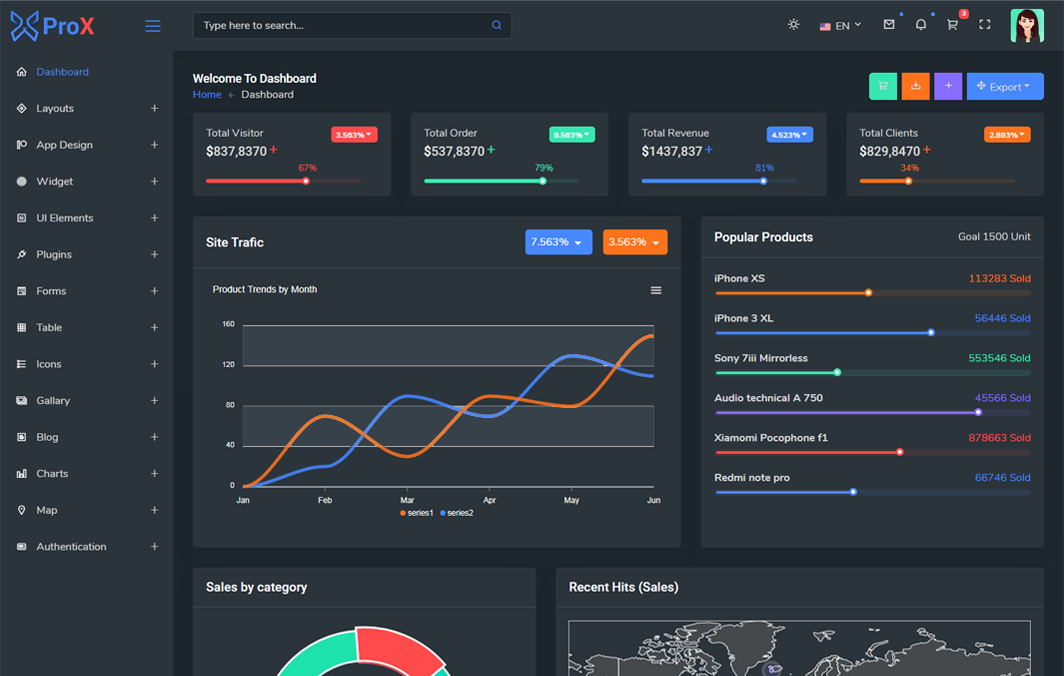 ProX
Type here to search...
EN
3
Dashboard
Layouts +
App Design +
Widget +
UI Elements +
Plugins +
Forms +
Table +
Icons +
Gallary +
Blog +
Charts +
Map +
Authentication +
Welcome To Dashboard
Home ← Dashboard
+
Export
Total Visitor 3.563%
$837,8370 +
67%
Total Order 9.563%
$537,8370 +
79%
Total Revenue 4.523%
$1437,837 +
81%
Total Clients 2.893%
$829,8470 +
34%
Site Trafic 7.563% 3.563%
Product Trends by Month
160
120
80
40
0
Jan Feb Mar Apr May Jun
series1 series2
Popular Products Goal 1500 Unit
iPhone XS 113283 Sold
iPhone 3 XL 56446 Sold
Sony 7iii Mirrorless 553546 Sold
Audio technical A 750 45566 Sold
Xiamomi Pocophone f1 878663 Sold
Redmi note pro 66746 Sold
Sales by category
Recent Hits (Sales)